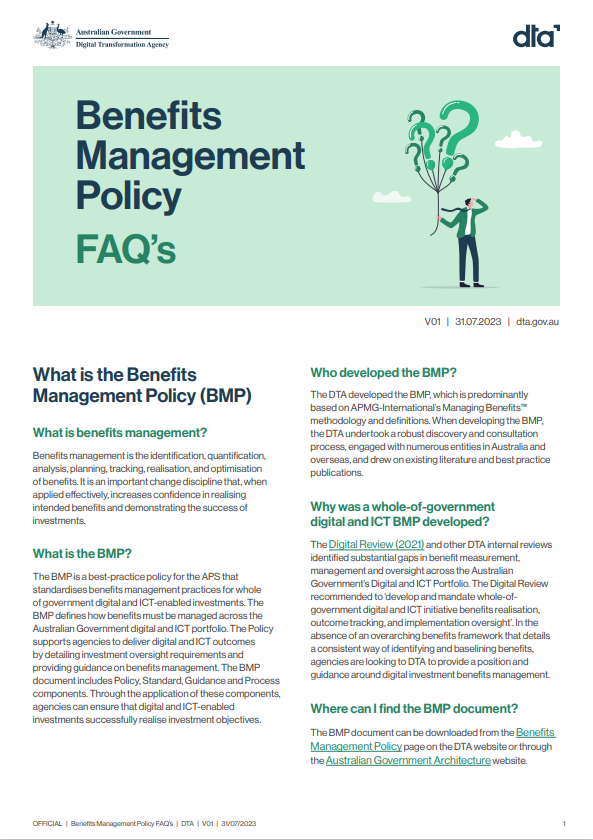 Australian Government
Digital Transformation Agency
dta
Benefits
Management
Policy
FAQ's
V01 | 31.07.2023 | dta.gov.au
What is the Benefits
Management Policy (BMP)
What is benefits management?
Benefits management is the identification, quantification,
analysis, planning, tracking, realisation, and optimisation
of benefits. It is an important change discipline that, when
applied effectively, increases confidence in realising
intended benefits and demonstrating the success of
investments.
What is the BMP?
The BMP is a best-practice policy for the APS that
standardises benefits management practices for whole
of government digital and ICT-enabled investments. The
BMP defines how benefits must be managed across the
Australian Government digital and ICT portfolio. The Policy
supports agencies to deliver digital and ICT outcomes
by detailing investment oversight requirements and
providing guidance on benefits management. The BMP
document includes Policy, Standard, Guidance and Process
components. Through the application of these components,
agencies can ensure that digital and ICT-enabled
investments successfully realise investment objectives.
Who developed the BMP?
The DTA developed the BMP, which is predominantly
based on APMG-International's Managing Benefits™
methodology and definitions. When developing the BMP,
the DTA undertook a robust discovery and consultation
process, engaged with numerous entities in Australia and
overseas, and drew on existing literature and best practice
publications.
Why was a whole-of-government
digital and ICT BMP developed?
The Digital Review (2021) and other DTA internal reviews
identified substantial gaps in benefit measurement,
management and oversight across the Australian
Government's Digital and ICT Portfolio. The Digital Review
recommended to 'develop and mandate whole-of-
government digital and ICT initiative benefits realisation,
outcome tracking, and implementation oversight'. In the
absence of an overarching benefits framework that details
a consistent way of identifying and baselining benefits,
agencies are looking to DTA to provide a position and
guidance around digital investment benefits management.
Where can I find the BMP document?
The BMP document can be downloaded from the Benefits
Management Policy page on the DTA website or through
the Australian Government Architecture website.
OFFICIAL | Benefits Management Policy FAQ's | DTA | V01 | 31/07/2023
1